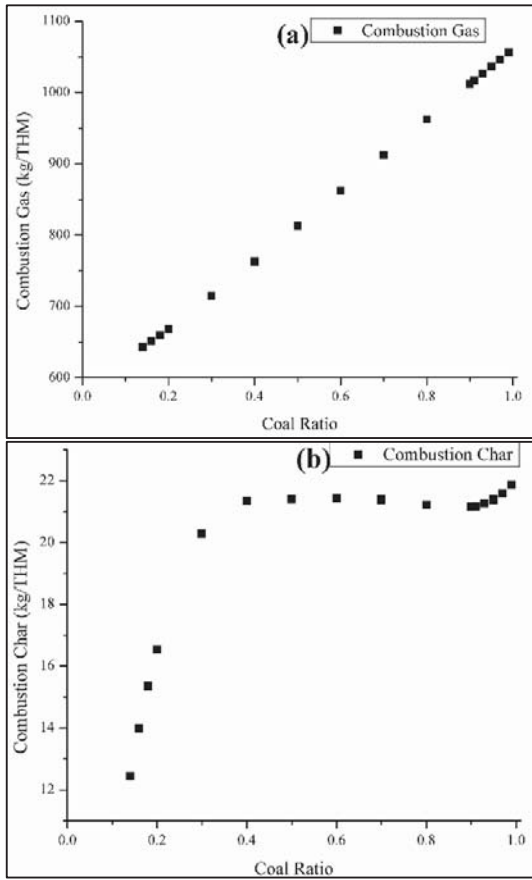 (a)
Combustion Gas
1100
1000
900
800
700
600
Combustion Gas (kg/THM)
0.0 0.2 0.4 0.6 0.8 1.0
Coal Ratio
(b)
Combustion Char
22
20
18
16
14
12
Combustion Char (kg/THM)
0.0 0.2 0.4 0.6 0.8 1.0
Coal Ratio